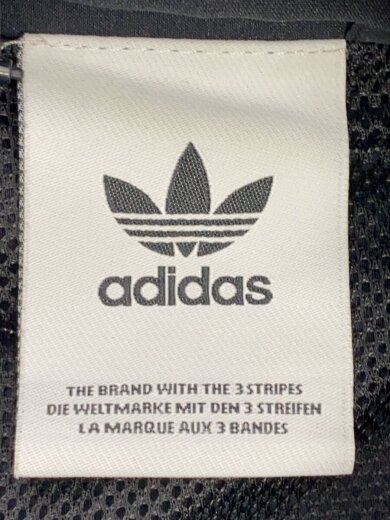 adidas
THE BRAND WITH THE 3 STRIPES
DIE WELTMARKE MIT DEN 3 STREIFEN
LA MARQUE AUX 3 BANDES